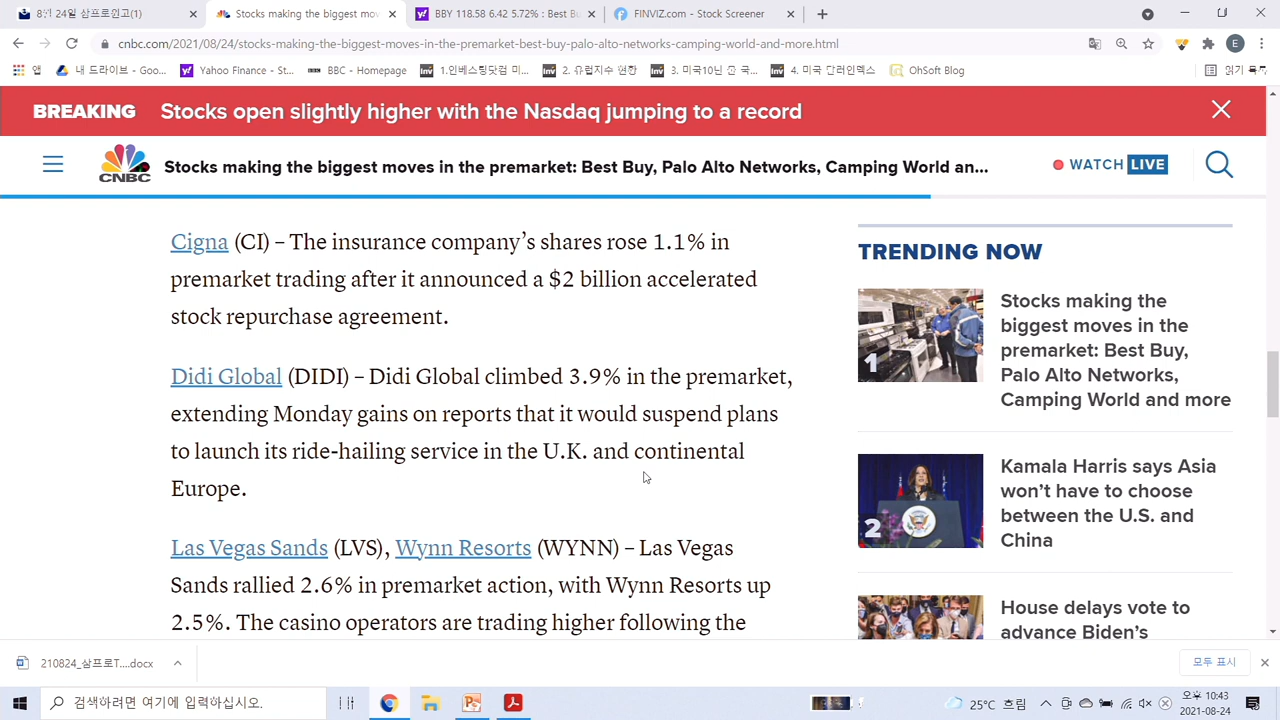 8월 24일 삼프로원고(1)
Stocks making the biggest mov
BBY 118.58 6.42 5.72% : Best Bu
FINVIZ.com - Stock Screener
cnbc.com/2021/08/24/stocks-making-the-biggest-moves-in-the-premarket-best-buy-palo-alto-networks-camping-world-and-more.html
E
앱
내 드라이브 - Goo...
Yahoo Finance - St...
BBC - Homepage
1.인베스팅닷컴 미...
2. 유럽지수 현황
3. 미국10년 준 국...
4. 미국 달러인덱스
OhSoft Blog
읽기 목록
BREAKING Stocks open slightly higher with the Nasdaq jumping to a record
CNBC
Stocks making the biggest moves in the premarket: Best Buy, Palo Alto Networks, Camping World an...
WATCH LIVE
Cigna (CI) – The insurance company’s shares rose 1.1% in
premarket trading after it announced a $2 billion accelerated
stock repurchase agreement.
Didi Global (DIDI) – Didi Global climbed 3.9% in the premarket,
extending Monday gains on reports that it would suspend plans
to launch its ride-hailing service in the U.K. and continental
Europe.
Las Vegas Sands (LVS), Wynn Resorts (WYNN) – Las Vegas
Sands rallied 2.6% in premarket action, with Wynn Resorts up
2.5%. The casino operators are trading higher following the
TRENDING NOW
1
Stocks making the
biggest moves in the
premarket: Best Buy,
Palo Alto Networks,
Camping World and more
2
Kamala Harris says Asia
won’t have to choose
between the U.S. and
China
House delays vote to
advance Biden’s
210824_삼프로T....docx
모두 표시
검색하려면 여기에 입력하십시오.
25°C 흐림
오후 10:43
2021-08-24